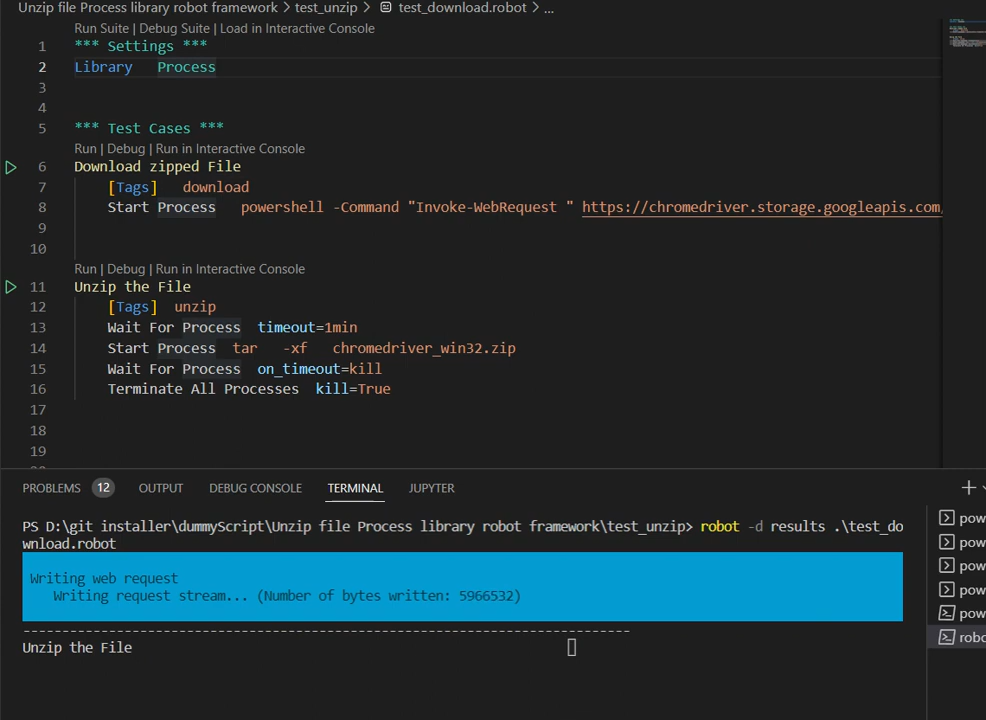 Unzip file Process library robot framework > test_unzip > test_download.robot > ...
Run Suite | Debug Suite | Load in Interactive Console
1 *** Settings ***
2 Library Process
3
4
5 *** Test Cases ***
Run | Debug | Run in Interactive Console
6 Download zipped File
7 [Tags] download
8 Start Process powershell -Command "Invoke-WebRequest " https://chromedriver.storage.googleapis.com/
9
10
Run | Debug | Run in Interactive Console
11 Unzip the File
12 [Tags] unzip
13 Wait For Process timeout=1min
14 Start Process tar -xf chromedriver_win32.zip
15 Wait For Process on_timeout=kill
16 Terminate All Processes kill=True
17
18
19
PROBLEMS 12 OUTPUT DEBUG CONSOLE TERMINAL JUPYTER
PS D:\git installer\dummyScript\Unzip file Process library robot framework\test_unzip> robot -d results .\test_do
wnload.robot
Writing web request
Writing request stream... (Number of bytes written: 5966532)
------------------------------------------------------------------------------
Unzip the File
pow
pow
pow
pow
pow
robo